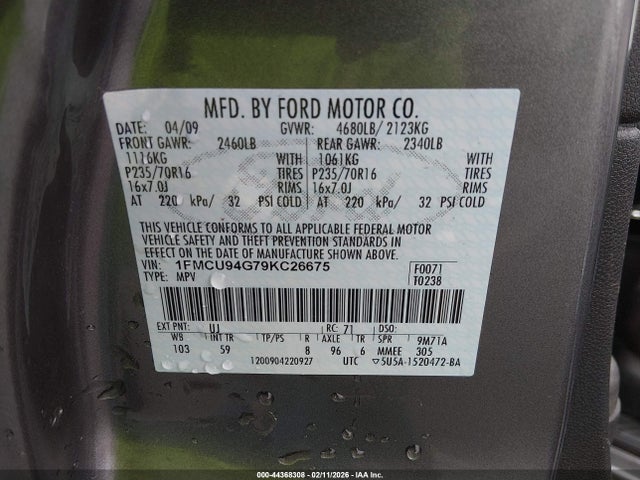 MFD. BY FORD MOTOR CO.
DATE: 04/09 GVWR: 4680LB/ 2123KG
FRONT GAWR: 2460LB REAR GAWR: 2340LB
1116KG WITH 1061KG WITH
P235/70R16 TIRES P235/70R16 TIRES
16x7.0J RIMS 16x7.0J RIMS
AT 220 kPa/ 32 PSI COLD AT 220 kPa/ 32 PSI COLD
THIS VEHICLE CONFORMS TO ALL APPLICABLE FEDERAL MOTOR
VEHICLE SAFETY AND THEFT PREVENTION STANDARDS IN
EFFECT ON THE DATE OF MANUFACTURE SHOWN ABOVE.
VIN: 1FMCU94G79KC26675 F0071
TYPE: MPV T0238
EXT PNT: UJ RC: 71 DSO:
WB INT TR TP/PS R AXLE TR SPR 9M71A
103 59 8 96 6 MMEE 305
1200904220927 UTC ▽5U5A-1520472-BA
000-44368308 - 02/11/2026 - IAAI.com